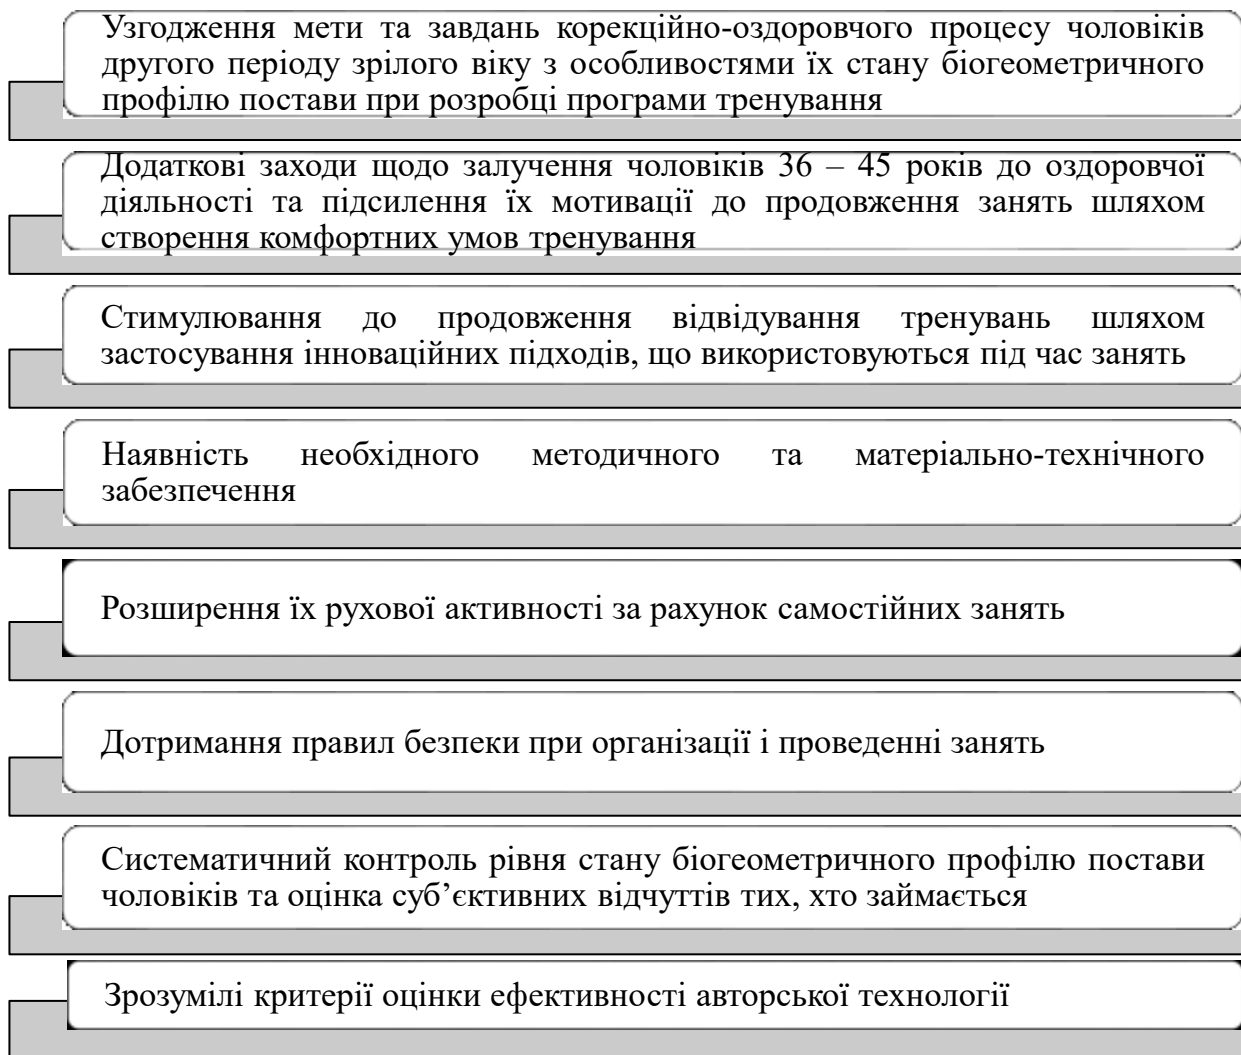 Узгодження мети та завдань корекційно-оздоровчого процесу чоловіків
другого періоду зрілого віку з особливостями їх стану біогеометричного
профілю постави при розробці програми тренування
Додаткові заходи щодо залучення чоловіків 36 – 45 років до оздоровчої
діяльності та підсилення їх мотивації до продовження занять шляхом
створення комфортних умов тренування
Стимулювання до продовження відвідування тренувань шляхом
застосування інноваційних підходів, що використовуються під час занять
Наявність необхідного методичного та матеріально-технічного
забезпечення
Розширення їх рухової активності за рахунок самостійних занять
Дотримання правил безпеки при організації і проведенні занять
Систематичний контроль рівня стану біогеометричного профілю постави
чоловіків та оцінка суб’єктивних відчуттів тих, хто займається
Зрозумілі критерії оцінки ефективності авторської технології